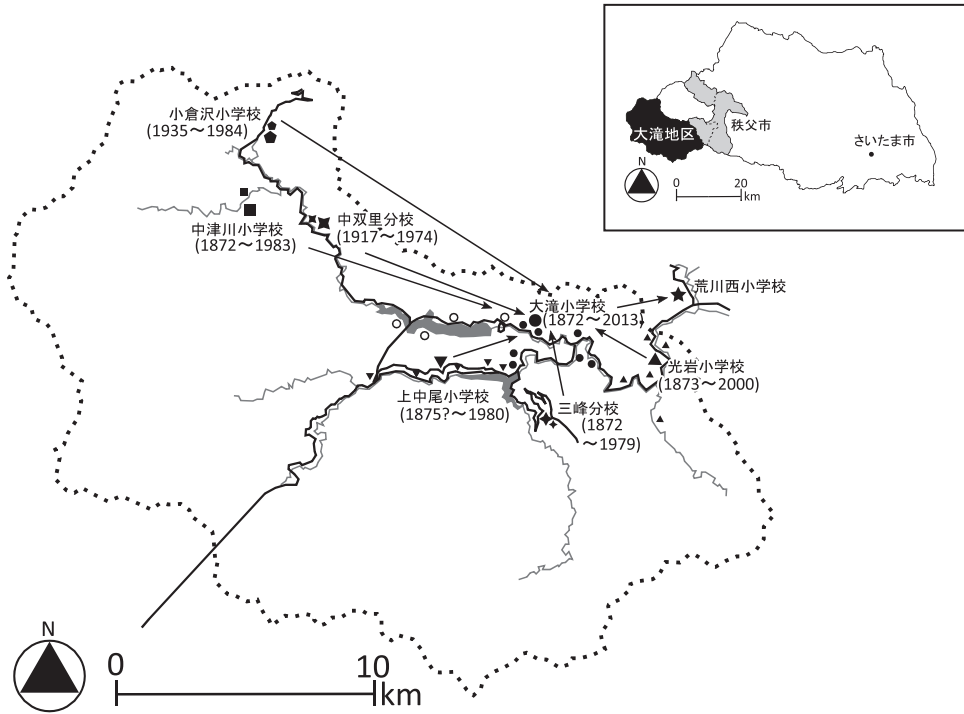 小倉沢小学校
(1935～1984)
中津川小学校
(1872～1983)
中双里分校
(1917～1974)
大滝小学校
(1872～2013)
荒川西小学校
光岩小学校
(1873～2000)
上中尾小学校
(1875?～1980)
三峰分校
(1872
～1979)
N
0
10
km
大滝地区
秩父市
さいたま市
N
0
20
km